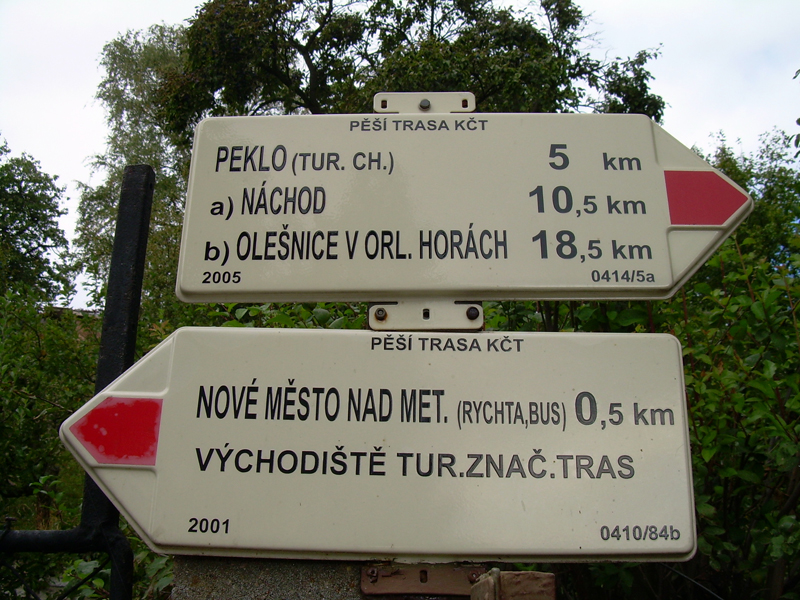 PĚŠÍ TRASA KČT
PEKLO (TUR. CH.) 5 km
a) NÁCHOD 10,5 km
b) OLEŠNICE V ORL. HORÁCH 18,5 km
2005 0414/5a
PĚŠÍ TRASA KČT
NOVÉ MĚSTO NAD MET. (RYCHTA,BUS) 0,5 km
VÝCHODIŠTĚ TUR.ZNAČ.TRAS
2001 0410/84b